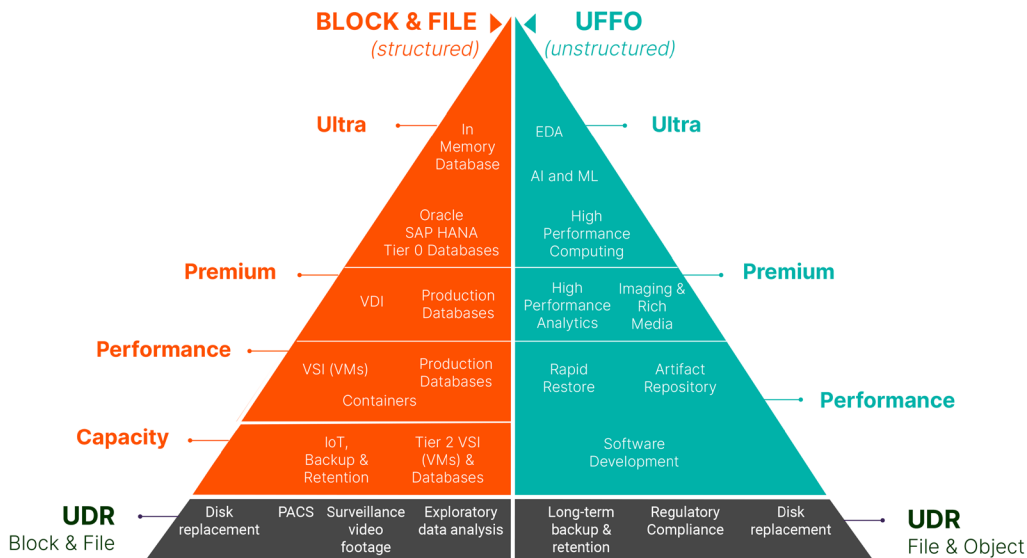 BLOCK & FILE
(structured)
UFFO
(unstructured)
Ultra
In
Memory
Database
Oracle
SAP HANA
Tier 0 Databases
EDA
AI and ML
High
Performance
Computing
Ultra
Premium
VDI
Production
Databases
High
Performance
Analytics
Imaging &
Rich
Media
Premium
Performance
VSI (VMs)
Production
Databases
Containers
Rapid
Restore
Artifact
Repository
Software
Development
Performance
Capacity
IoT,
Backup &
Retention
Tier 2 VSI
(VMs) &
Databases
UDR
Block & File
Disk
replacement
PACS
Surveillance
video
footage
Exploratory
data analysis
Long-term
backup &
retention
Regulatory
Compliance
Disk
replacement
UDR
File & Object